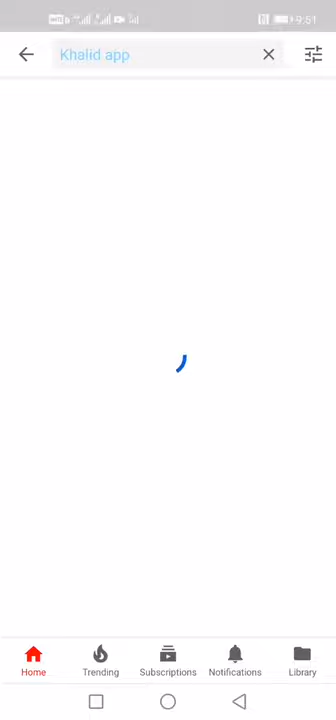 9:51
Khalid app
Home
Trending
Subscriptions
Notifications
Library